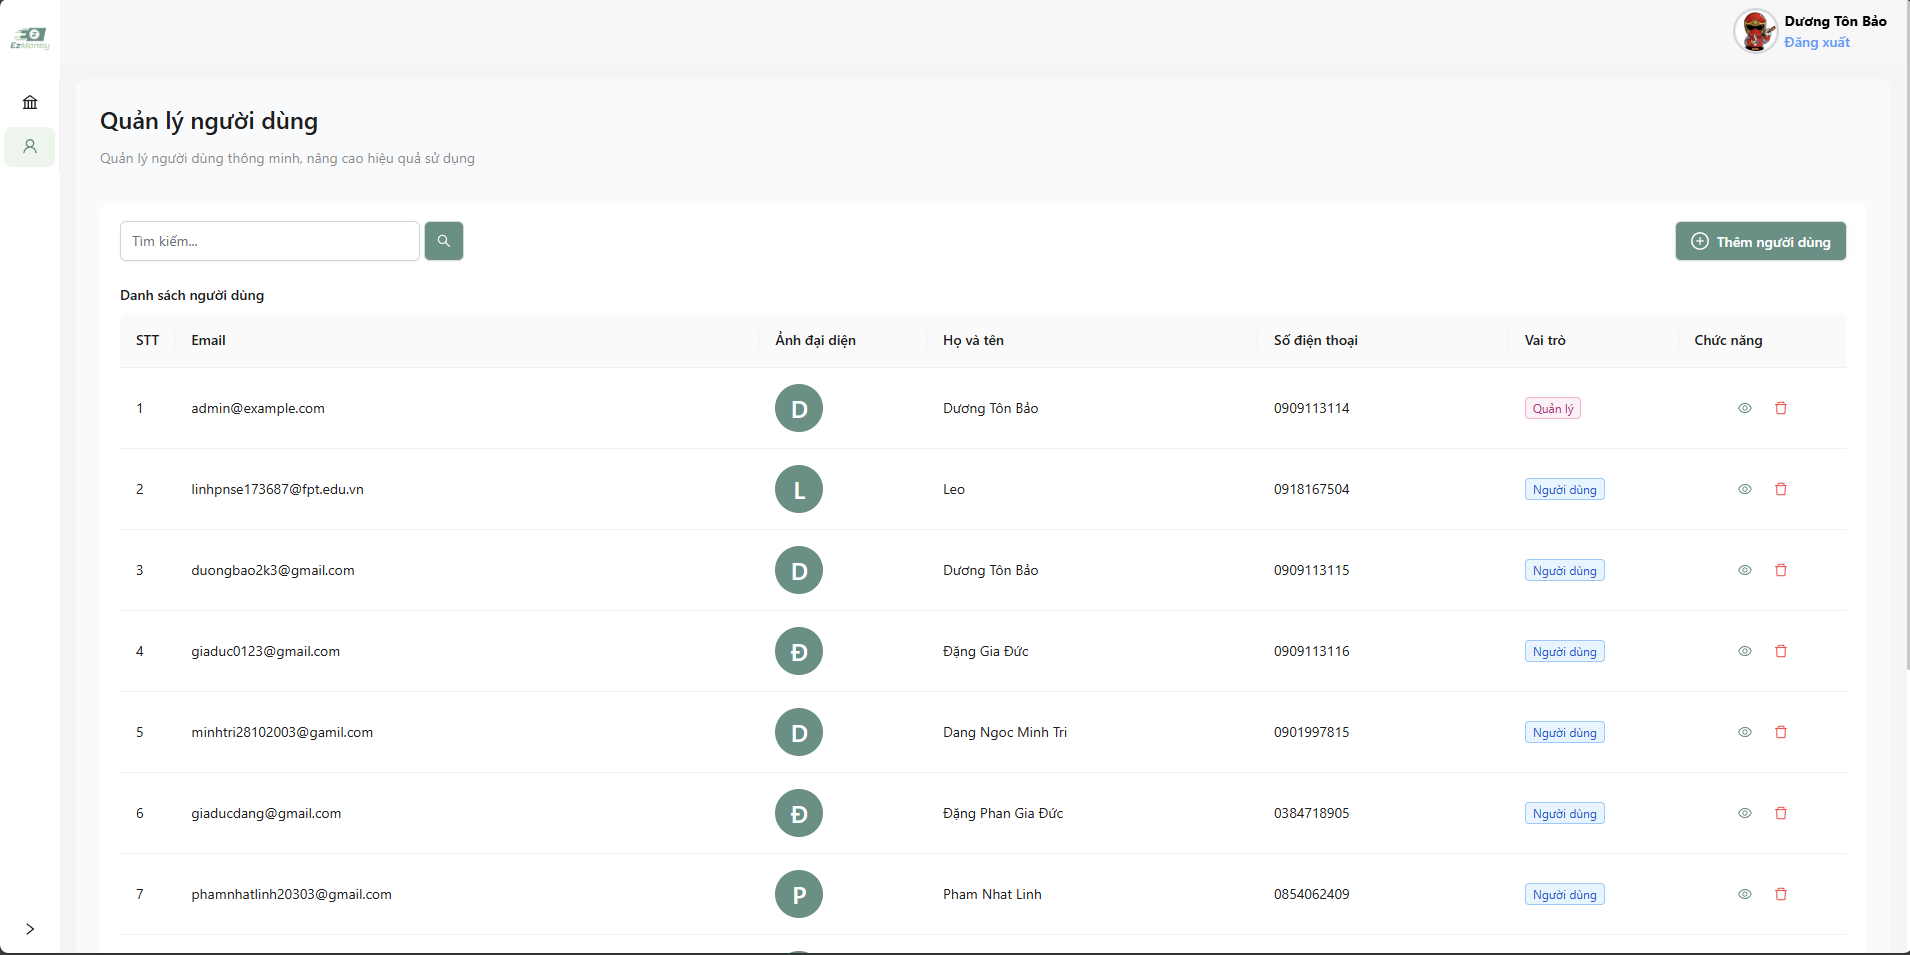 EzMoney
Dương Tôn Bảo
Đăng xuất
Quản lý người dùng
Quản lý người dùng thông minh, nâng cao hiệu quả sử dụng
Tìm kiếm...
Thêm người dùng
Danh sách người dùng
STT Email Ảnh đại diện Họ và tên Số điện thoại Vai trò Chức năng
1 admin@example.com D Dương Tôn Bảo 0909113114 Quản lý
2 linhpnse173687@fpt.edu.vn L Leo 0918167504 Người dùng
3 duongbao2k3@gmail.com D Dương Tôn Bảo 0909113115 Người dùng
4 giaduc0123@gmail.com Đ Đặng Gia Đức 0909113116 Người dùng
5 minhtri28102003@gamil.com D Dang Ngoc Minh Tri 0901997815 Người dùng
6 giaducdang@gmail.com Đ Đặng Phan Gia Đức 0384718905 Người dùng
7 phamnhatlinh20303@gmail.com P Pham Nhat Linh 0854062409 Người dùng